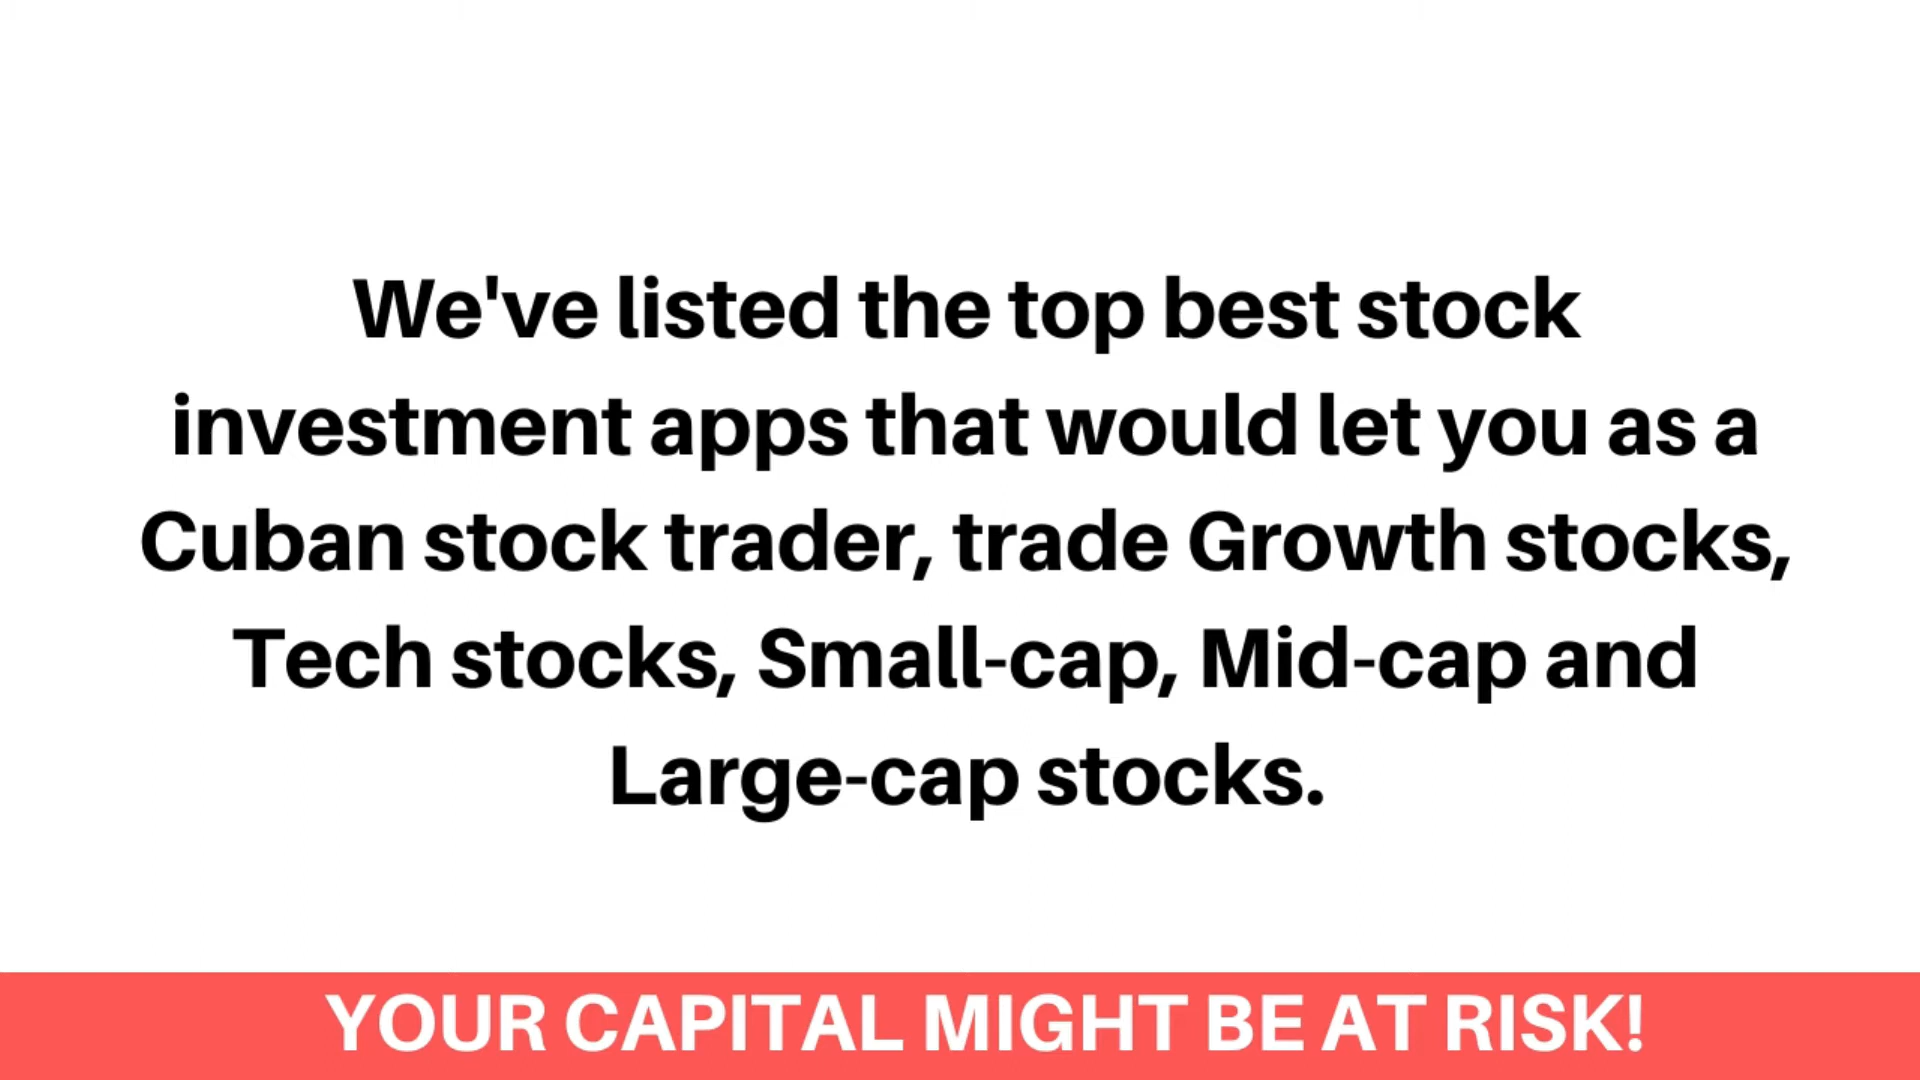 We've listed the top best stock
investment apps that would let you as a
Cuban stock trader, trade Growth stocks,
Tech stocks, Small-cap, Mid-cap and
Large-cap stocks.
YOUR CAPITAL MIGHT BE AT RISK!